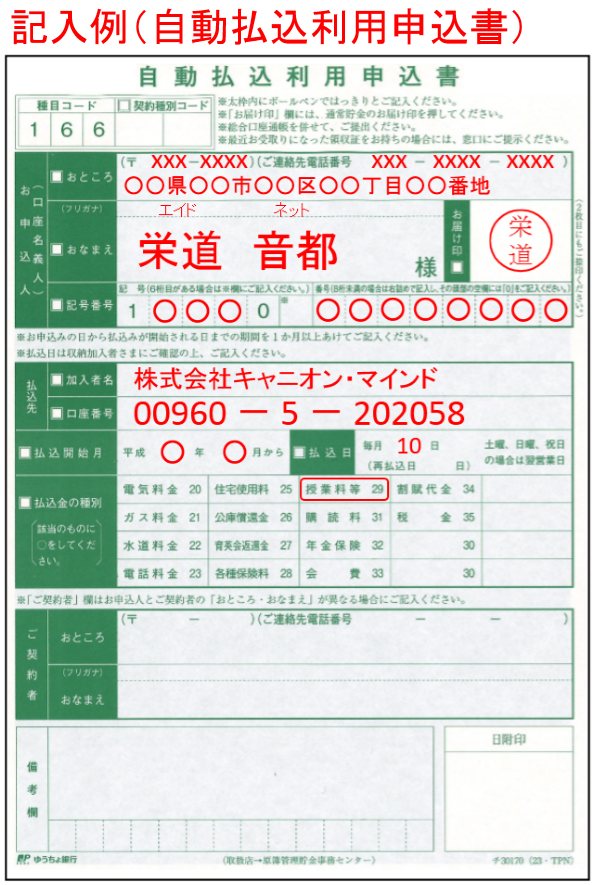 記入例(自動払込利用申込書)
自動払込利用申込書
種目コード 契約種別コード
166
※太枠内にボールペンではっきりとご記入ください。
※「お届け印」欄には、通常貯金のお届け印を押してください。
※総合口座通帳を併せて、ご提出ください。
※最近お受取りになった領収証をお持ちの場合には、窓口にご提示ください。
お申込人(口座名義人)
おところ
(〒 XXX-XXXX)(ご連絡先電話番号 XXX - XXXX - XXXX )
〇〇県〇〇市〇〇区〇〇丁目〇〇番地
(フリガナ) エイド ネット
おなまえ 栄道 音都 様
お届け印
栄道
(2枚目にもご捺印ください。)
記号番号
記 号(6桁目がある場合は※欄にご記入ください。) 番号(8桁未満の場合は右詰めで記入し、その頭部の空欄には「0」をご記入ください。)
1〇〇〇0 ※ 〇〇〇〇〇〇〇〇
※お申込みの日から払込みが開始される日までの期間を1か月以上あけてご記入ください。
※払込日は収納加入者さまにご確認の上、ご記入ください。
払込先
加入者名 株式会社キャニオン・マインド
口座番号 00960 - 5 - 202058
払込開始月 平成 〇 年 〇 月から 払込日 毎月 10 日
(再払込日 日)
土曜、日曜、祝日
の場合は翌営業日
払込金の種別
(該当のものに〇をしてください。)
電気料金 20 住宅使用料 25 授業料等 29 割賦代金 34
ガス料金 21 公庫償還金 26 購読料 31 税金 35
水道料金 22 育英会返還金 27 年金保険 32 30
電話料金 23 各種保険料 28 会費 33 30
※「ご契約者」欄はお申込人とご契約者の「おところ・おなまえ」が異なる場合にご記入ください。
ご契約者
おところ
(〒 - )(ご連絡先電話番号 - - )
(フリガナ)
おなまえ
備考欄
日附印
JP ゆうちょ銀行
(取扱店→原簿管理貯金事務センター)
チ30170(23・TPN)